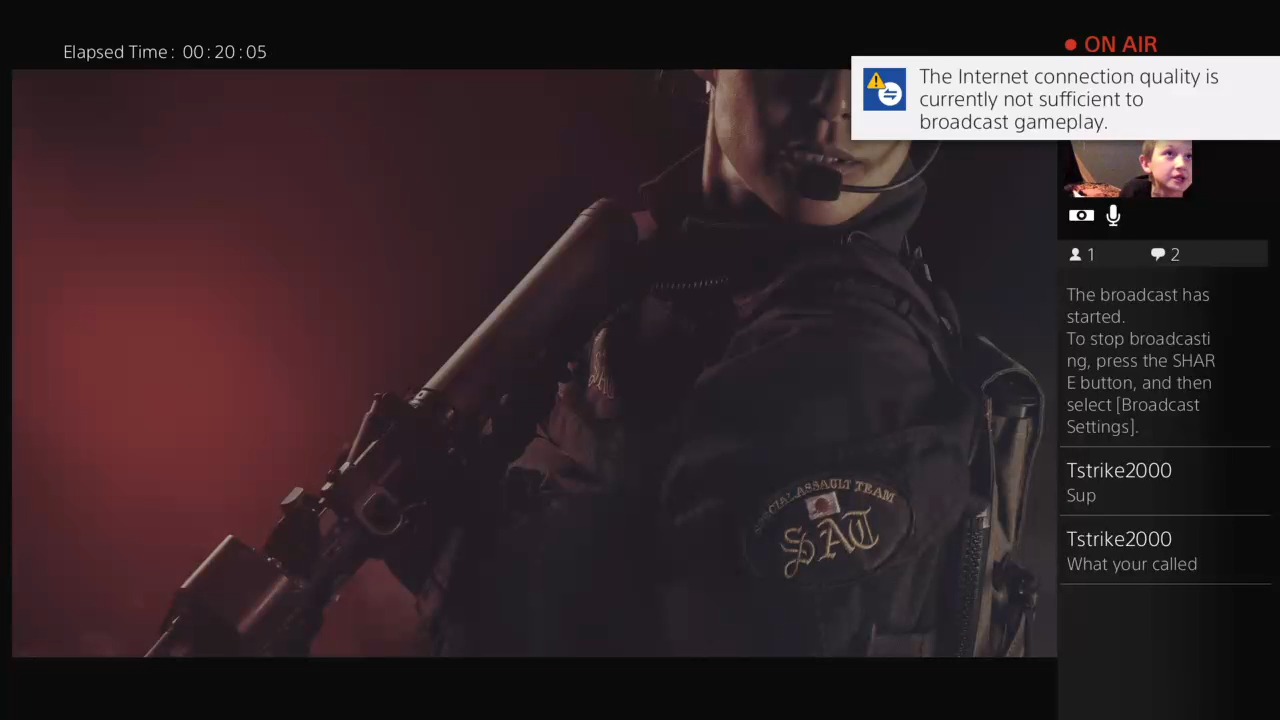 Elapsed Time: 00:20:05
ON AIR
The Internet connection quality is
currently not sufficient to
broadcast gameplay.
1
2
The broadcast has
started.
To stop broadcasti
ng, press the SHAR
E button, and then
select [Broadcast
Settings].
Tstrike2000
Sup
Tstrike2000
What your called
SPECIAL ASSAULT TEAM
SAT